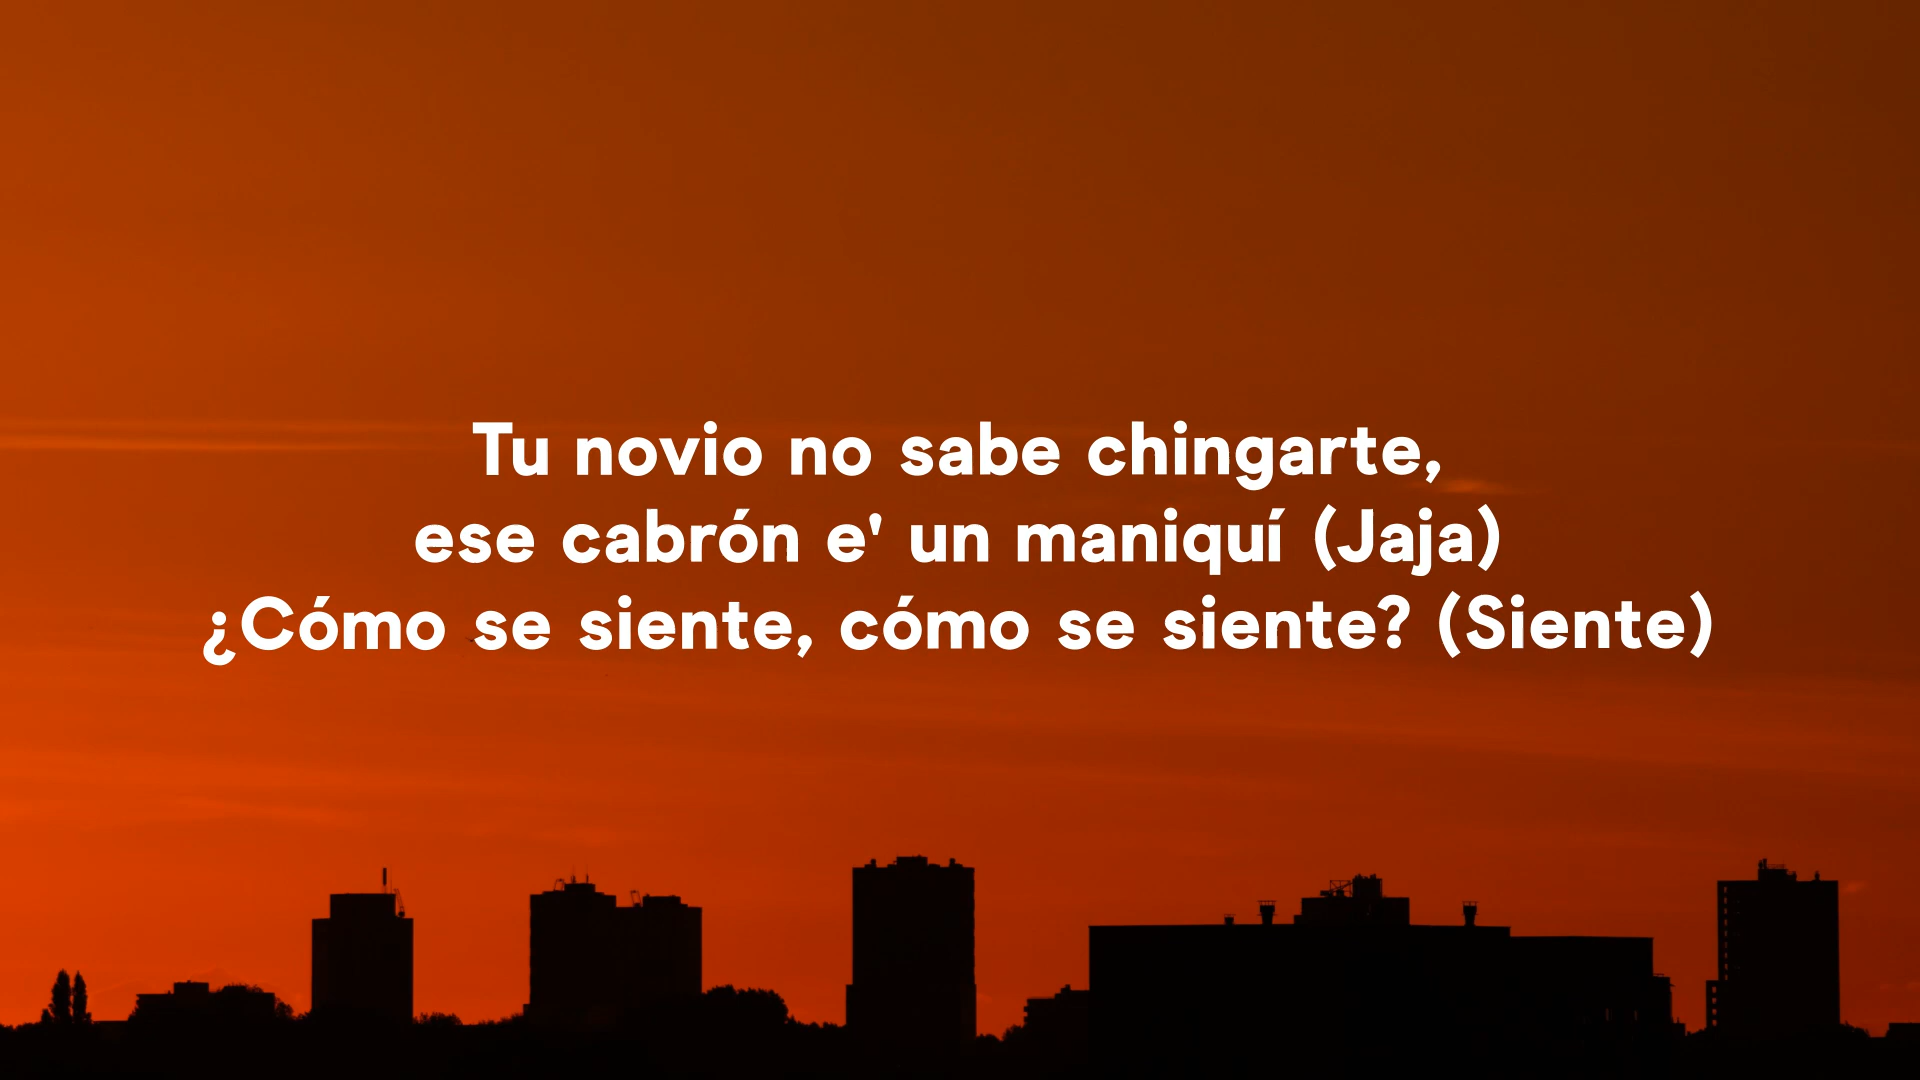 Tu novio no sabe chingarte,
ese cabrón e' un maniquí (Jaja)
¿Cómo se siente, cómo se siente? (Siente)